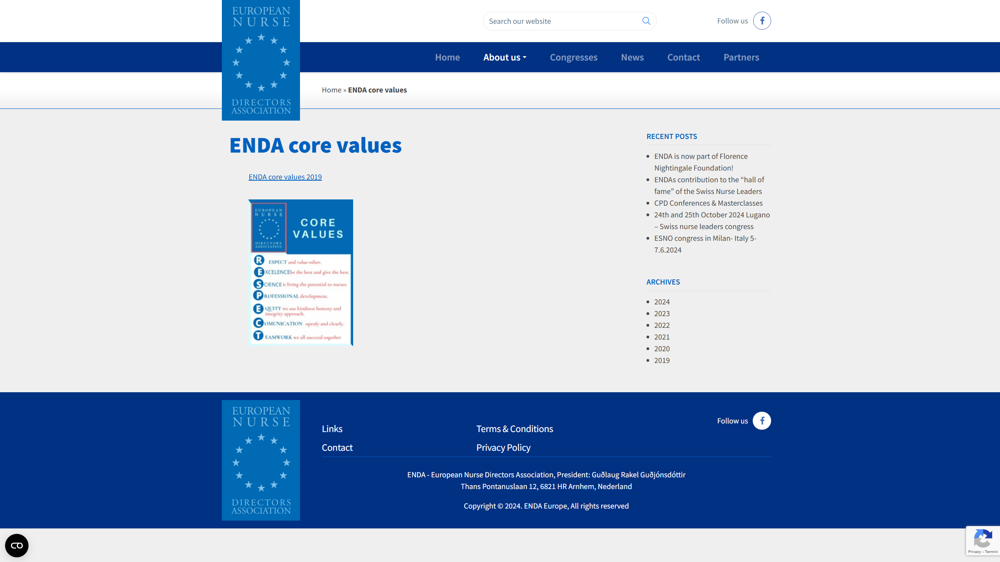 EUROPEAN
NURSE
DIRECTORS
ASSOCIATION
Search our website
Follow us
Home
About us
Congresses
News
Contact
Partners
Home » ENDA core values
ENDA core values
ENDA core values 2019
EUROPEAN
NURSE
DIRECTORS
ASSOCIATION
CORE
VALUES
RESPECT and value other.
EXCELENCE be the best and give the best.
SCIENCE is living the potential to nurses.
PROFESSIONAL development.
EQUITY we use kindness honesty and
integrity approach.
COMUNICATION openly and clearly.
TEAMWORK we all succeed together
RECENT POSTS
ENDA is now part of Florence
Nightingale Foundation!
ENDAs contribution to the “hall of
fame” of the Swiss Nurse Leaders
CPD Conferences & Masterclasses
24th and 25th October 2024 Lugano
– Swiss nurse leaders congress
ESNO congress in Milan- Italy 5-
7.6.2024
ARCHIVES
2024
2023
2022
2021
2020
2019
EUROPEAN
NURSE
DIRECTORS
ASSOCIATION
Links
Contact
Terms & Conditions
Privacy Policy
Follow us
ENDA - European Nurse Directors Association, President: Guðlaug Rakel Guðjónsdóttir
Thans Pontanuslaan 12, 6821 HR Arnhem, Nederland
Copyright © 2024. ENDA Europe, All rights reserved
Privacy - Termini